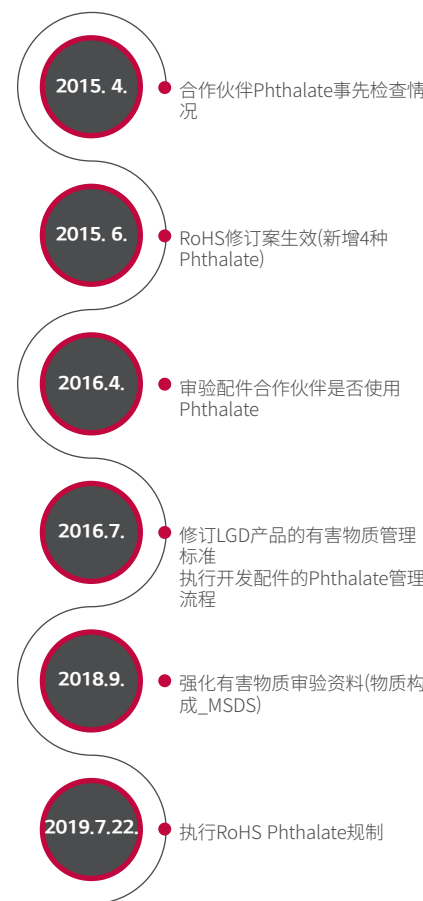 2015. 4.
合作伙伴Phthalate事先检查情
况
2015. 6.
RoHS修订案生效(新增4种
Phthalate)
2016.4.
审验配件合作伙伴是否使用
Phthalate
2016.7.
修订LGD产品的有害物质管理
标准
执行开发配件的Phthalate管理
流程
2018.9.
强化有害物质审验资料(物质构
成_MSDS)
2019.7.22.
执行RoHS Phthalate规制